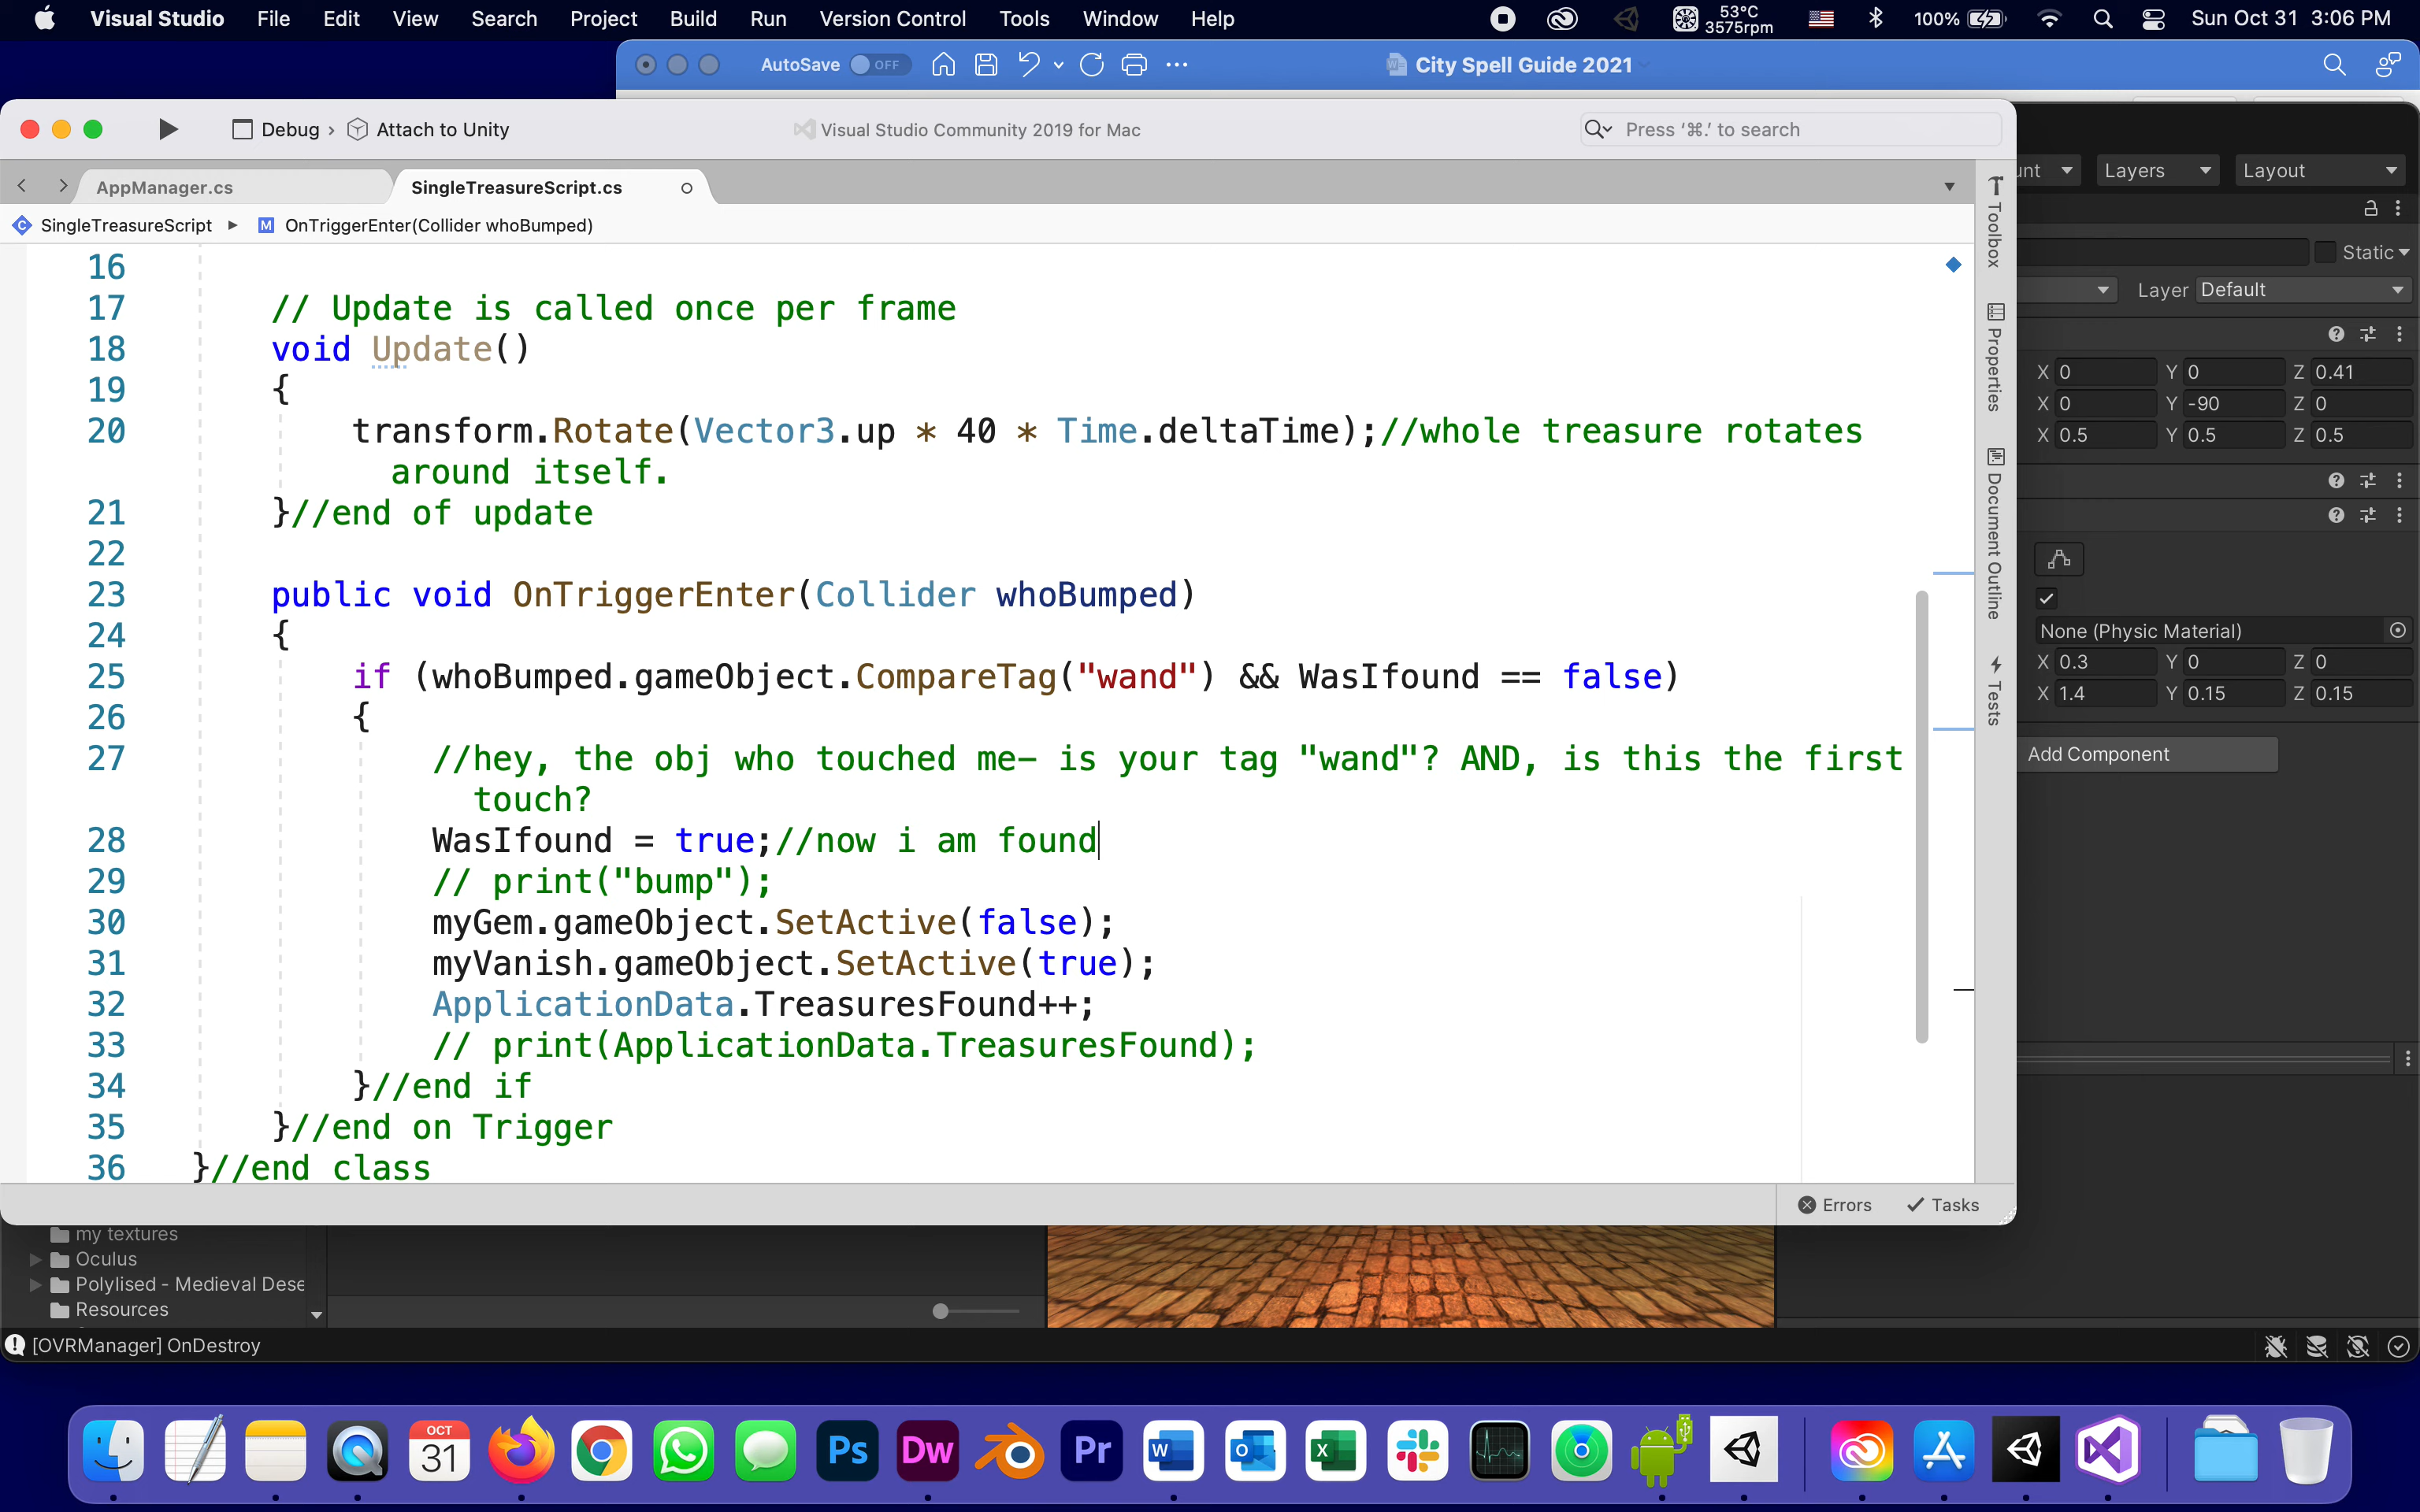 Visual Studio File Edit View Search Project Build Run Version Control Tools Window Help 53°C 3575rpm 100% Sun Oct 31 3:06 PM
AutoSave OFF City Spell Guide 2021
Debug › Attach to Unity Visual Studio Community 2019 for Mac Press ‘⌘.’ to search
AppManager.cs SingleTreasureScript.cs
SingleTreasureScript ▸ M OnTriggerEnter(Collider whoBumped)
16
17 // Update is called once per frame
18 void Update()
19 {
20 transform.Rotate(Vector3.up * 40 * Time.deltaTime);//whole treasure rotates
around itself.
21 }//end of update
22
23 public void OnTriggerEnter(Collider whoBumped)
24 {
25 if (whoBumped.gameObject.CompareTag("wand") && WasIfound == false)
26 {
27 //hey, the obj who touched me– is your tag "wand"? AND, is this the first
touch?
28 WasIfound = true;//now i am found
29 // print("bump");
30 myGem.gameObject.SetActive(false);
31 myVanish.gameObject.SetActive(true);
32 ApplicationData.TreasuresFound++;
33 // print(ApplicationData.TreasuresFound);
34 }//end if
35 }//end on Trigger
36 }//end class
Errors Tasks
Toolbox
Properties
Document Outline
Tests
Layers Layout
Static
Layer Default
X 0 Y 0 Z 0.41
X 0 Y -90 Z 0
X 0.5 Y 0.5 Z 0.5
None (Physic Material)
X 0.3 Y 0 Z 0
X 1.4 Y 0.15 Z 0.15
Add Component
my textures
Oculus
Polylised - Medieval Dese
Resources
[OVRManager] OnDestroy
OCT
31
Ps Dw Pr W O X